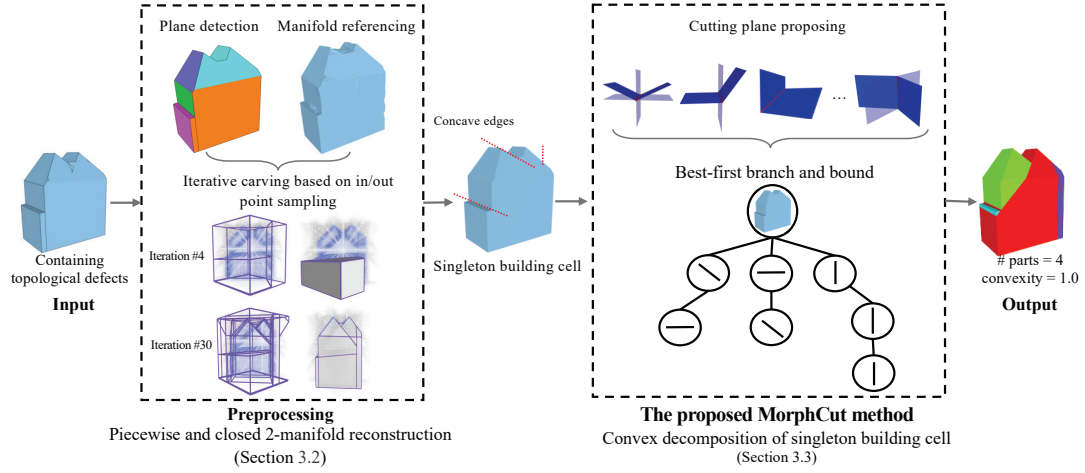 Plane detection
Manifold referencing
Iterative carving based on in/out
point sampling
Iteration #4
Iteration #30
Containing
topological defects
Input
Preprocessing
Piecewise and closed 2-manifold reconstruction
(Section 3.2)
Concave edges
Singleton building cell
Cutting plane proposing
...
Best-first branch and bound
The proposed MorphCut method
Convex decomposition of singleton building cell
(Section 3.3)
# parts = 4
convexity = 1.0
Output